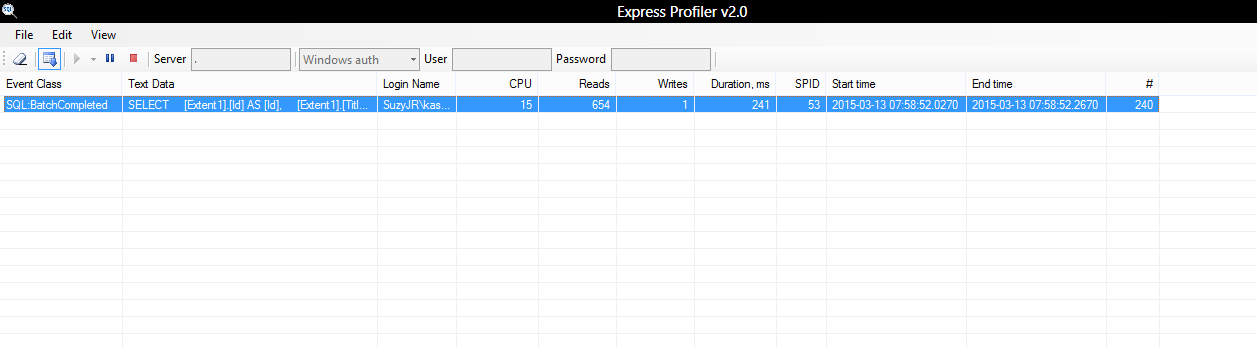 Express Profiler v2.0
File Edit View
Server . Windows auth User Password
Event Class Text Data Login Name CPU Reads Writes Duration, ms SPID Start time End time #
SQL:BatchCompleted SELECT [Extent1].[Id] AS [Id], [Extent1].[Titl... SuzyJR\kas... 15 654 1 241 53 2015-03-13 07:58:52.0270 2015-03-13 07:58:52.2670 240